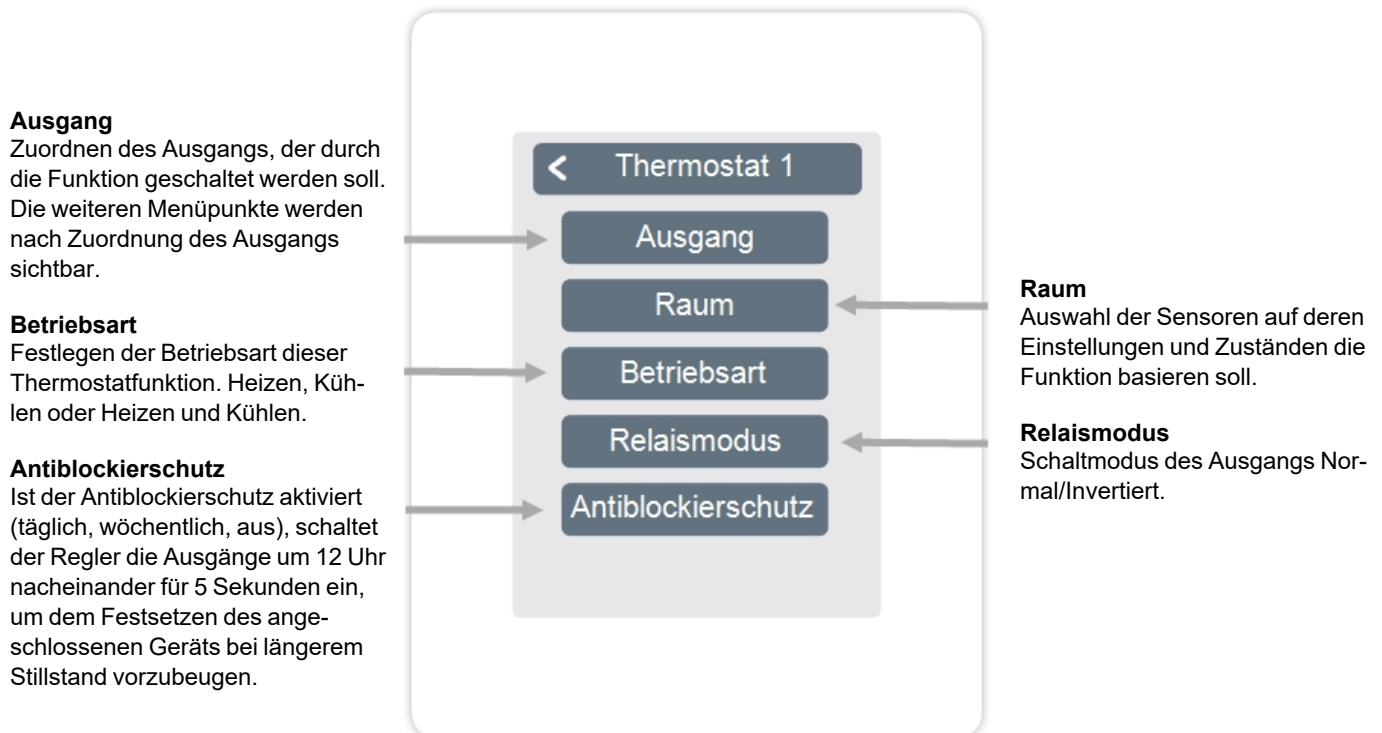 Ausgang
Zuordnen des Ausgangs, der durch
die Funktion geschaltet werden soll.
Die weiteren Menüpunkte werden
nach Zuordnung des Ausgangs
sichtbar.
Betriebsart
Festlegen der Betriebsart dieser
Thermostatfunktion. Heizen, Küh-
len oder Heizen und Kühlen.
Antiblockierschutz
Ist der Antiblockierschutz aktiviert
(täglich, wöchentlich, aus), schaltet
der Regler die Ausgänge um 12 Uhr
nacheinander für 5 Sekunden ein,
um dem Festsetzen des ange-
schlossenen Geräts bei längerem
Stillstand vorzubeugen.
< Thermostat 1
Ausgang
Raum
Betriebsart
Relaismodus
Antiblockierschutz
Raum
Auswahl der Sensoren auf deren
Einstellungen und Zuständen die
Funktion basieren soll.
Relaismodus
Schaltmodus des Ausgangs Nor-
mal/Invertiert.